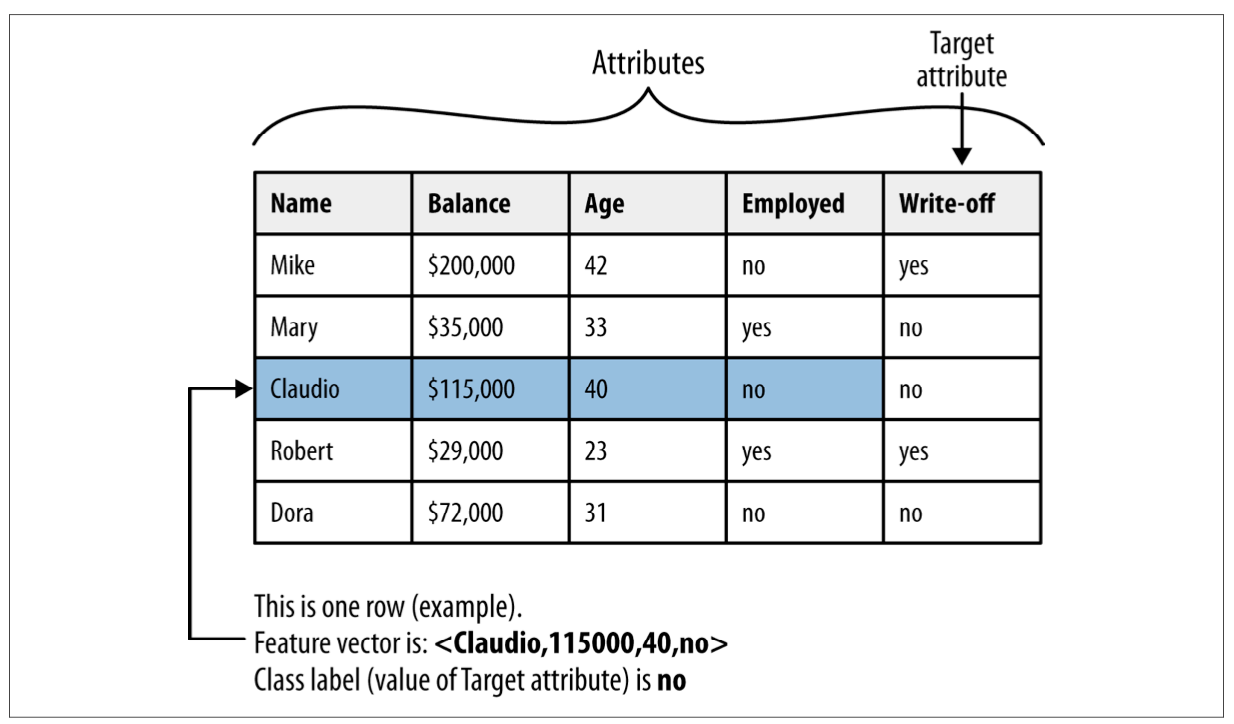 Attributes
Target
attribute
Name Balance Age Employed Write-off
Mike $200,000 42 no yes
Mary $35,000 33 yes no
Claudio $115,000 40 no no
Robert $29,000 23 yes yes
Dora $72,000 31 no no
This is one row (example).
Feature vector is: <Claudio,115000,40,no>
Class label (value of Target attribute) is no